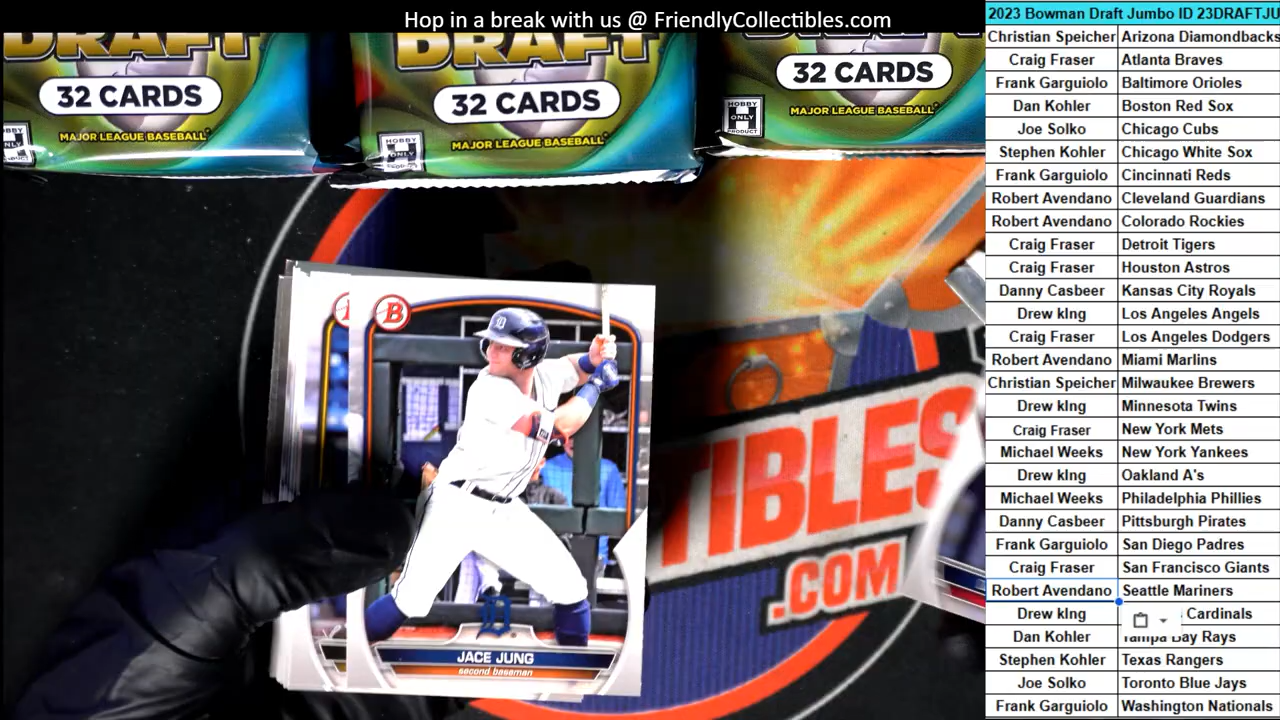 Hop in a break with us @ FriendlyCollectibles.com
DRAFT
32 CARDS
MAJOR LEAGUE BASEBALL
HOBBY
ONLY
DRAFT
32 CARDS
MAJOR LEAGUE BASEBALL
HOBBY
ONLY
PRODUCT
32 CARDS
MAJOR LEAGUE BASEBALL
HOBBY
ONLY
PRODUCT
B
D
JACE JUNG
second baseman
TIBLES
.COM
2023 Bowman Draft Jumbo ID 23DRAFTJU
Christian Speicher Arizona Diamondbacks
Craig Fraser Atlanta Braves
Frank Garguiolo Baltimore Orioles
Dan Kohler Boston Red Sox
Joe Solko Chicago Cubs
Stephen Kohler Chicago White Sox
Frank Garguiolo Cincinnati Reds
Robert Avendano Cleveland Guardians
Robert Avendano Colorado Rockies
Craig Fraser Detroit Tigers
Craig Fraser Houston Astros
Danny Casbeer Kansas City Royals
Drew kIng Los Angeles Angels
Craig Fraser Los Angeles Dodgers
Robert Avendano Miami Marlins
Christian Speicher Milwaukee Brewers
Drew kIng Minnesota Twins
Craig Fraser New York Mets
Michael Weeks New York Yankees
Drew kIng Oakland A's
Michael Weeks Philadelphia Phillies
Danny Casbeer Pittsburgh Pirates
Frank Garguiolo San Diego Padres
Craig Fraser San Francisco Giants
Robert Avendano Seattle Mariners
Drew kIng Cardinals
Dan Kohler Tampa Bay Rays
Stephen Kohler Texas Rangers
Joe Solko Toronto Blue Jays
Frank Garguiolo Washington Nationals